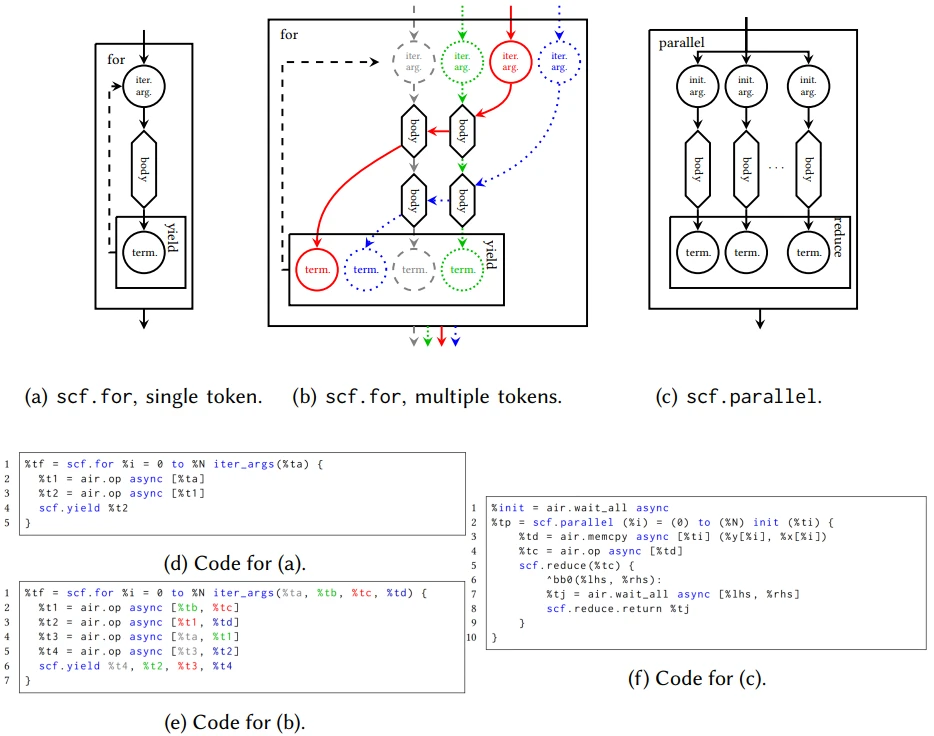 for
iter.
arg.
body
yield
term.
for
iter.
arg.
iter.
arg.
iter.
arg.
iter.
arg.
body
body
body
body
yield
term.
term.
term.
term.
parallel
init.
arg.
init.
arg.
init.
arg.
body
body
. . .
body
reduce
term.
term.
term.
(a) scf.for, single token.
(b) scf.for, multiple tokens.
(c) scf.parallel.
1 %tf = scf.for %i = 0 to %N iter_args(%ta) {
2   %t1 = air.op async [%ta]
3   %t2 = air.op async [%t1]
4   scf.yield %t2
5 }
(d) Code for (a).
1 %tf = scf.for %i = 0 to %N iter_args(%ta, %tb, %tc, %td) {
2   %t1 = air.op async [%tb, %tc]
3   %t2 = air.op async [%t1, %td]
4   %t3 = air.op async [%ta, %t1]
5   %t4 = air.op async [%t3, %t2]
6   scf.yield %t4, %t2, %t3, %t4
7 }
(e) Code for (b).
1 %init = air.wait_all async
2 %tp = scf.parallel (%i) = (0) to (%N) init (%ti) {
3     %td = air.memcpy async [%ti] (%y[%i], %x[%i])
4     %tc = air.op async [%td]
5     scf.reduce(%tc) {
6         ^bb0(%lhs, %rhs):
7         %tj = air.wait_all async [%lhs, %rhs]
8         scf.reduce.return %tj
9     }
10 }
(f) Code for (c).